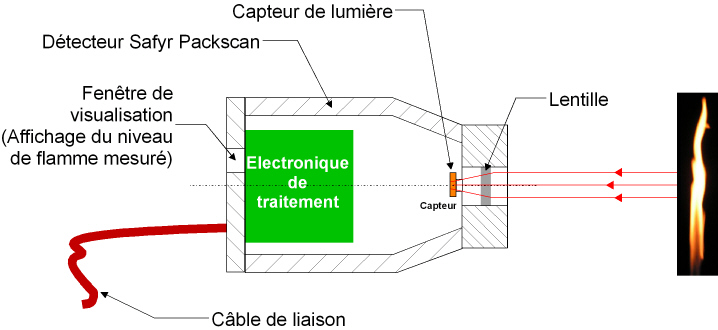 Capteur de lumière
Détecteur Safyr Packscan
Fenêtre de
visualisation
(Affichage du niveau
de flamme mesuré)
Lentille
Electronique
de
traitement
Capteur
Câble de liaison